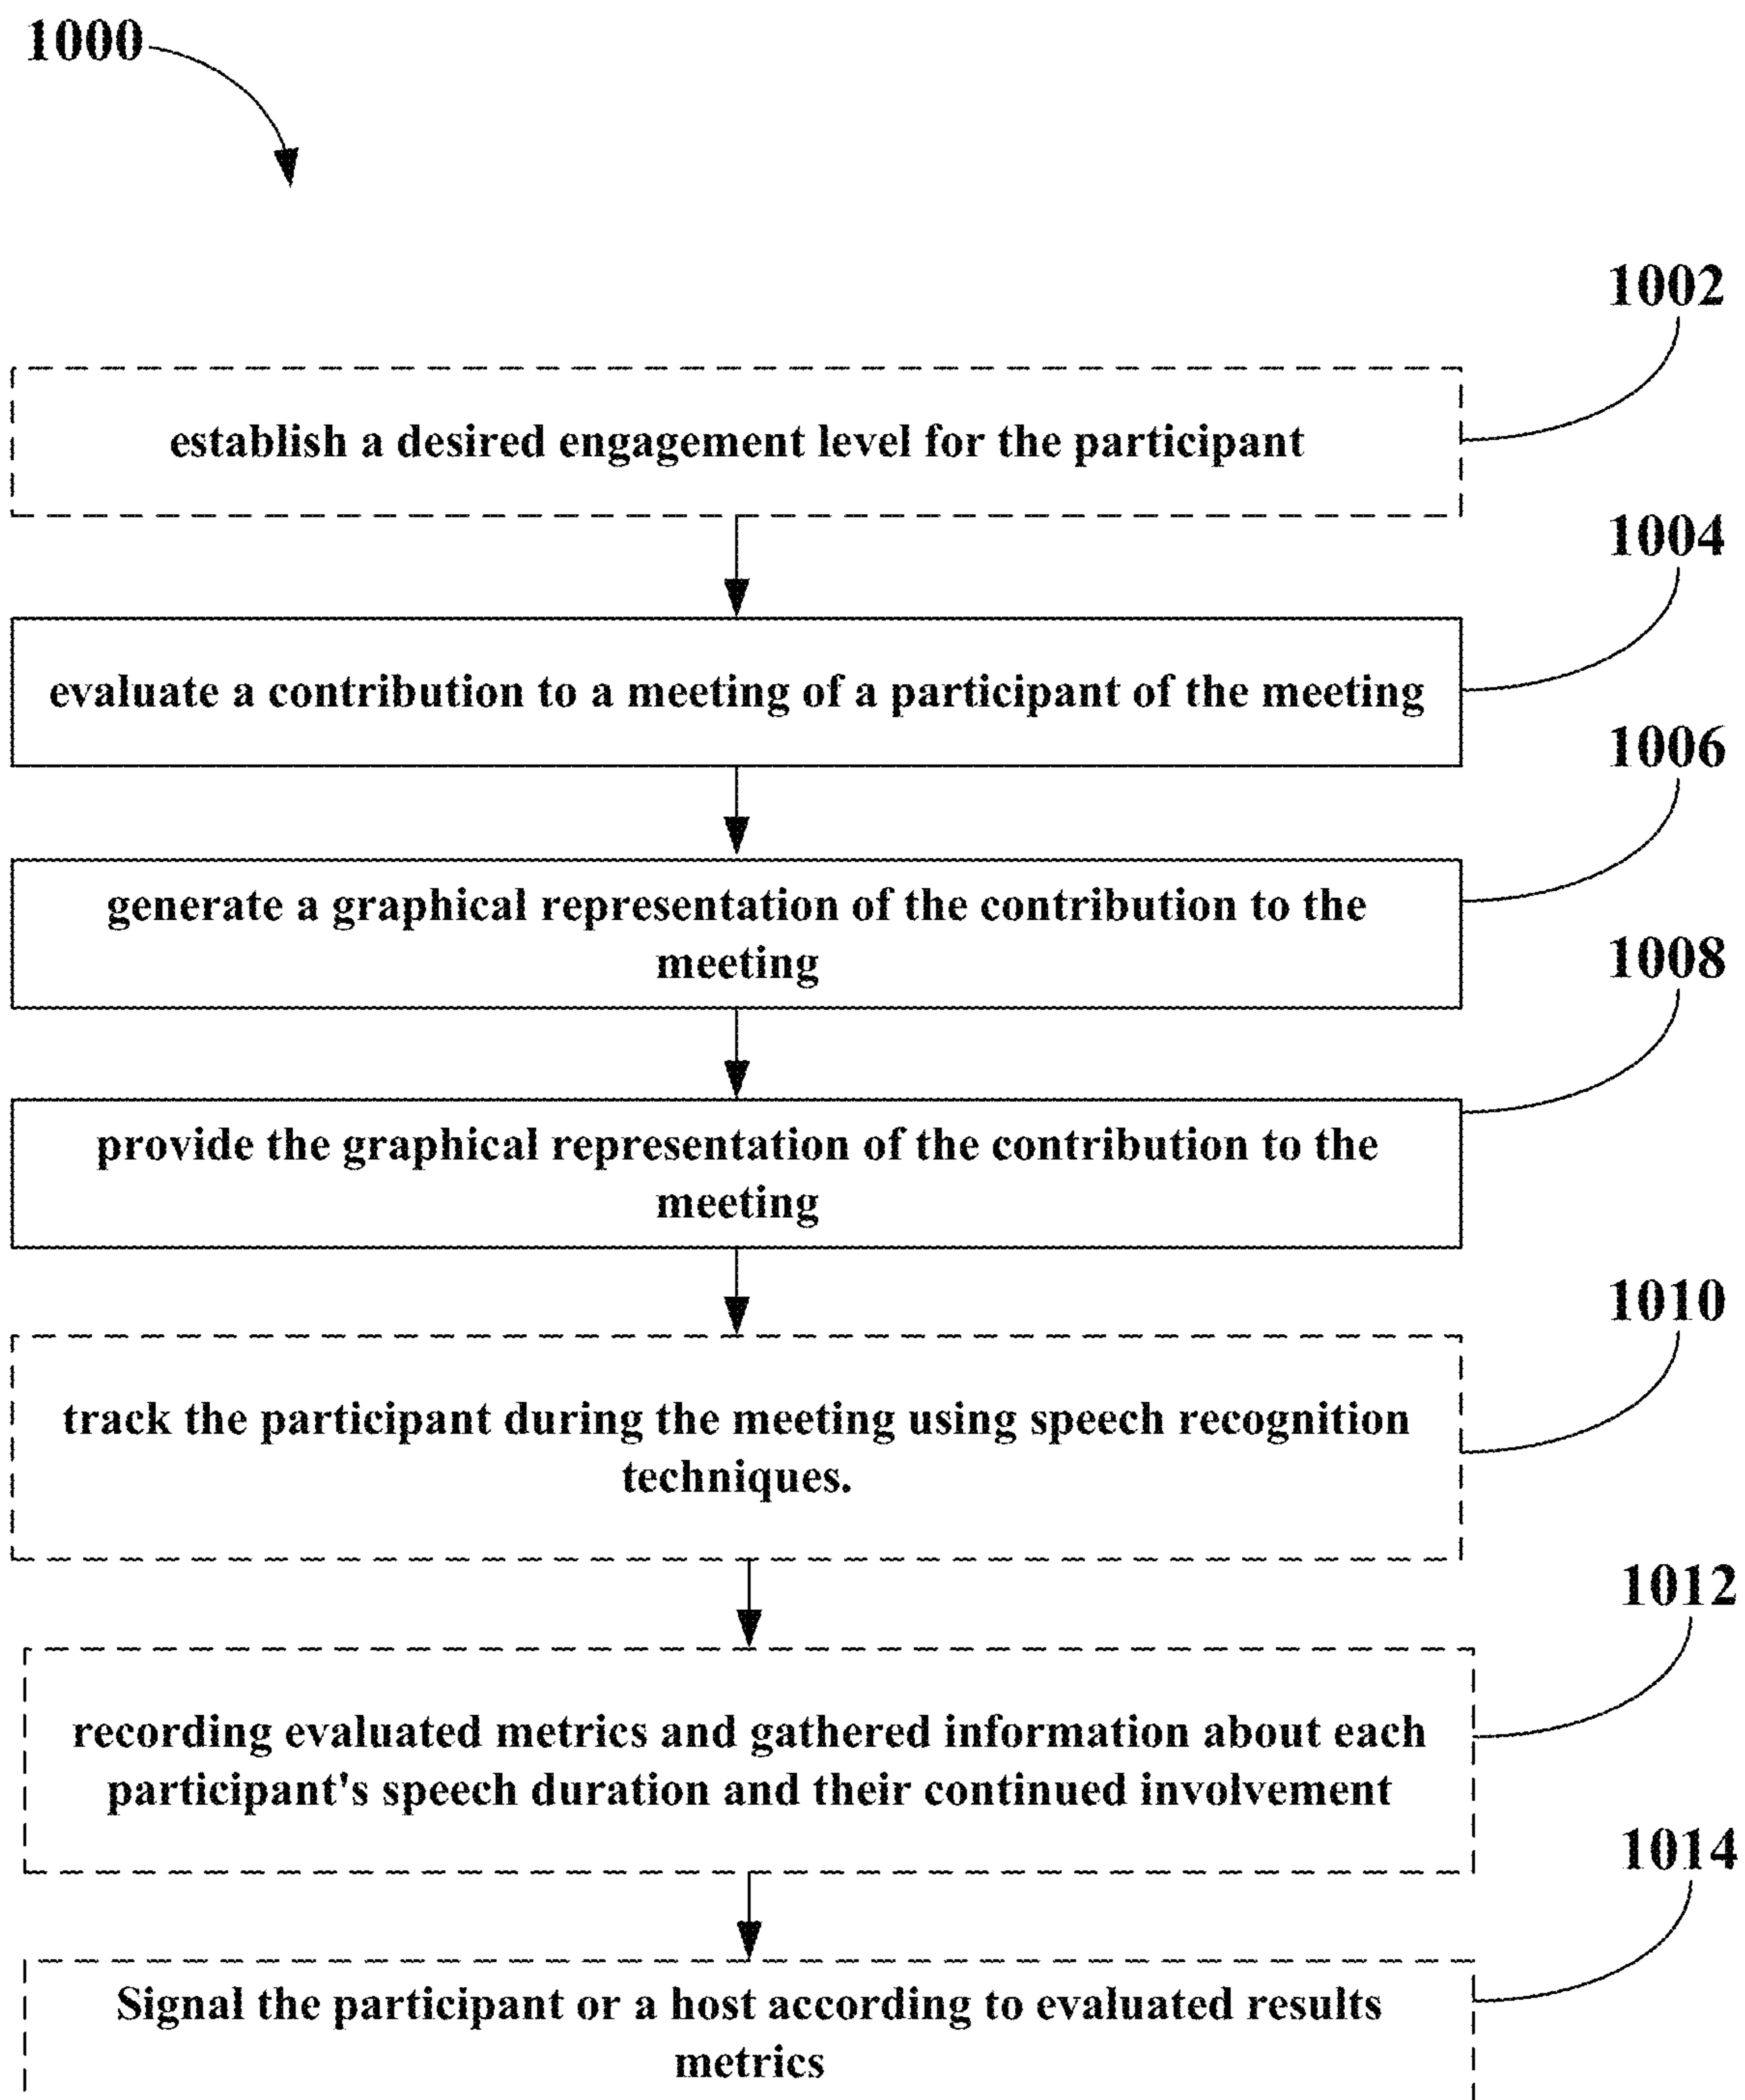 1000
1002
establish a desired engagement level for the participant
1004
evaluate a contribution to a meeting of a participant of the meeting
1006
generate a graphical representation of the contribution to the
meeting
1008
provide the graphical representation of the contribution to the
meeting
1010
track the participant during the meeting using speech recognition
techniques.
1012
recording evaluated metrics and gathered information about each
participant's speech duration and their continued involvement
1014
Signal the participant or a host according to evaluated results
metrics